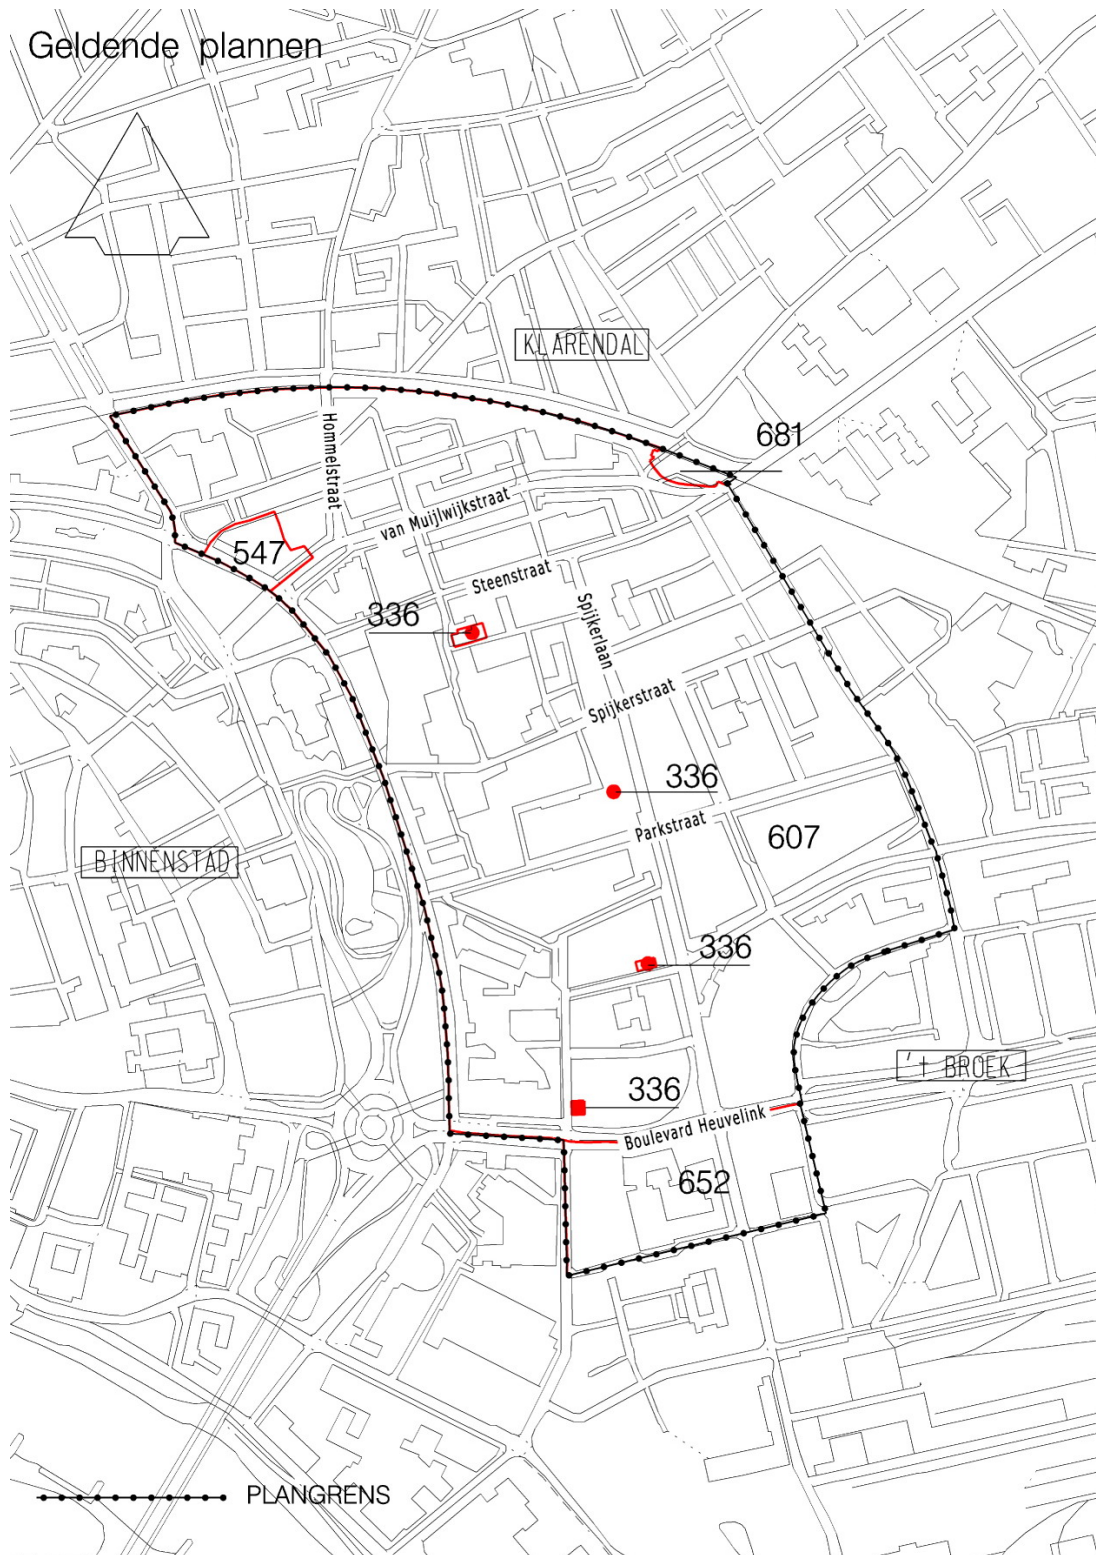 Geldende plannen
KLARENDAL
681
Hommelstraat
van Muijlwijkstraat
547
Steenstraat
336
Spijkerlaan
Spijkerstraat
336
Parkstraat
607
BINNENSTAD
336
't BROEK
336
Boulevard Heuvelink
652
PLANGRENS